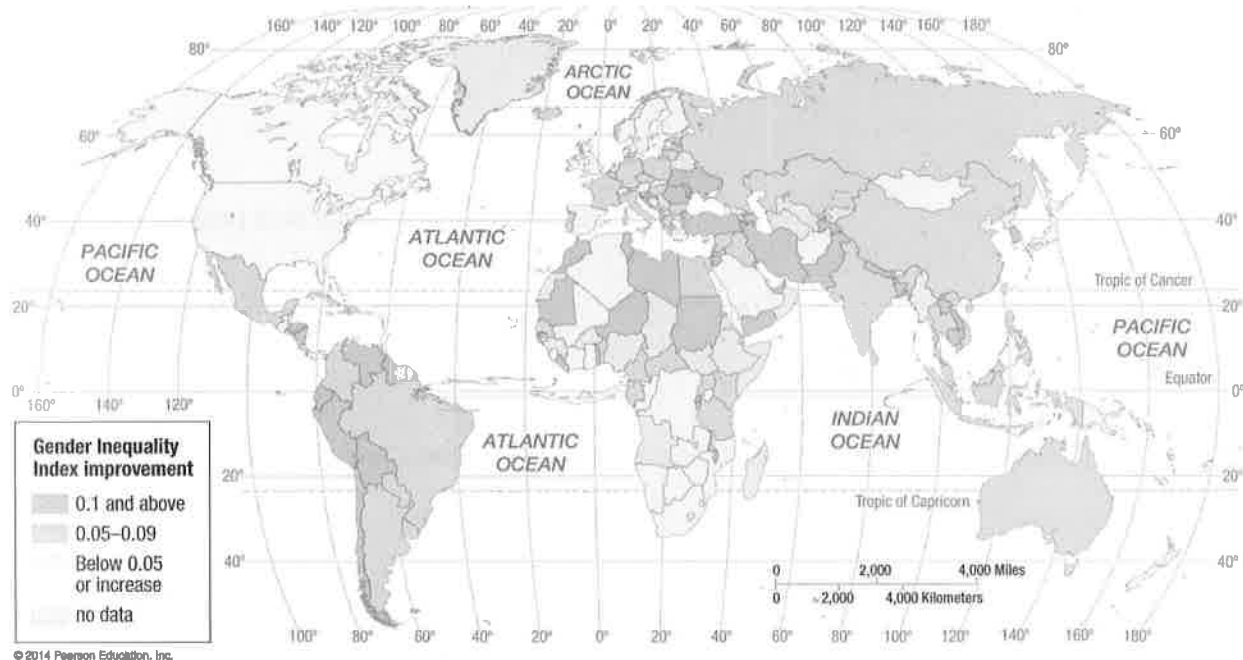 180° 160° 140° 120° 100° 80° 60° 40° 20° 0° 20° 40° 60° 80° 100° 120° 140° 160° 180°
80° 80°
ARCTIC
OCEAN
60° 60°
40° 40°
PACIFIC
OCEAN
ATLANTIC
OCEAN
Tropic of Cancer
20° 20°
PACIFIC
OCEAN
Equator
0° 0°
160° 140° 120°
INDIAN
OCEAN
ATLANTIC
OCEAN
Gender Inequality
Index improvement
0.1 and above
0.05–0.09
Below 0.05
or increase
no data
20° 20°
Tropic of Capricorn
40° 40°
0 2,000 4,000 Miles
0 2,000 4,000 Kilometers
100° 80° 60° 40° 20° 0° 20° 40° 60° 80° 100° 120° 140° 160° 180°
© 2014 Pearson Education, Inc.